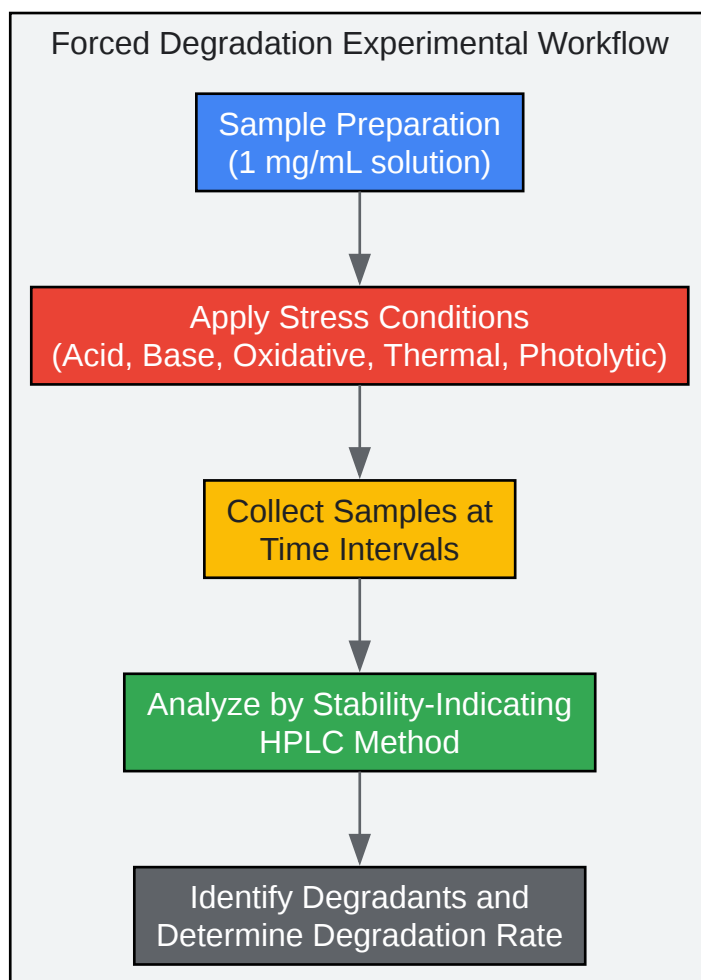 Forced Degradation Experimental Workflow
Sample Preparation
(1 mg/mL solution)
Apply Stress Conditions
(Acid, Base, Oxidative, Thermal, Photolytic)
Collect Samples at
Time Intervals
Analyze by Stability-Indicating
HPLC Method
Identify Degradants and
Determine Degradation Rate